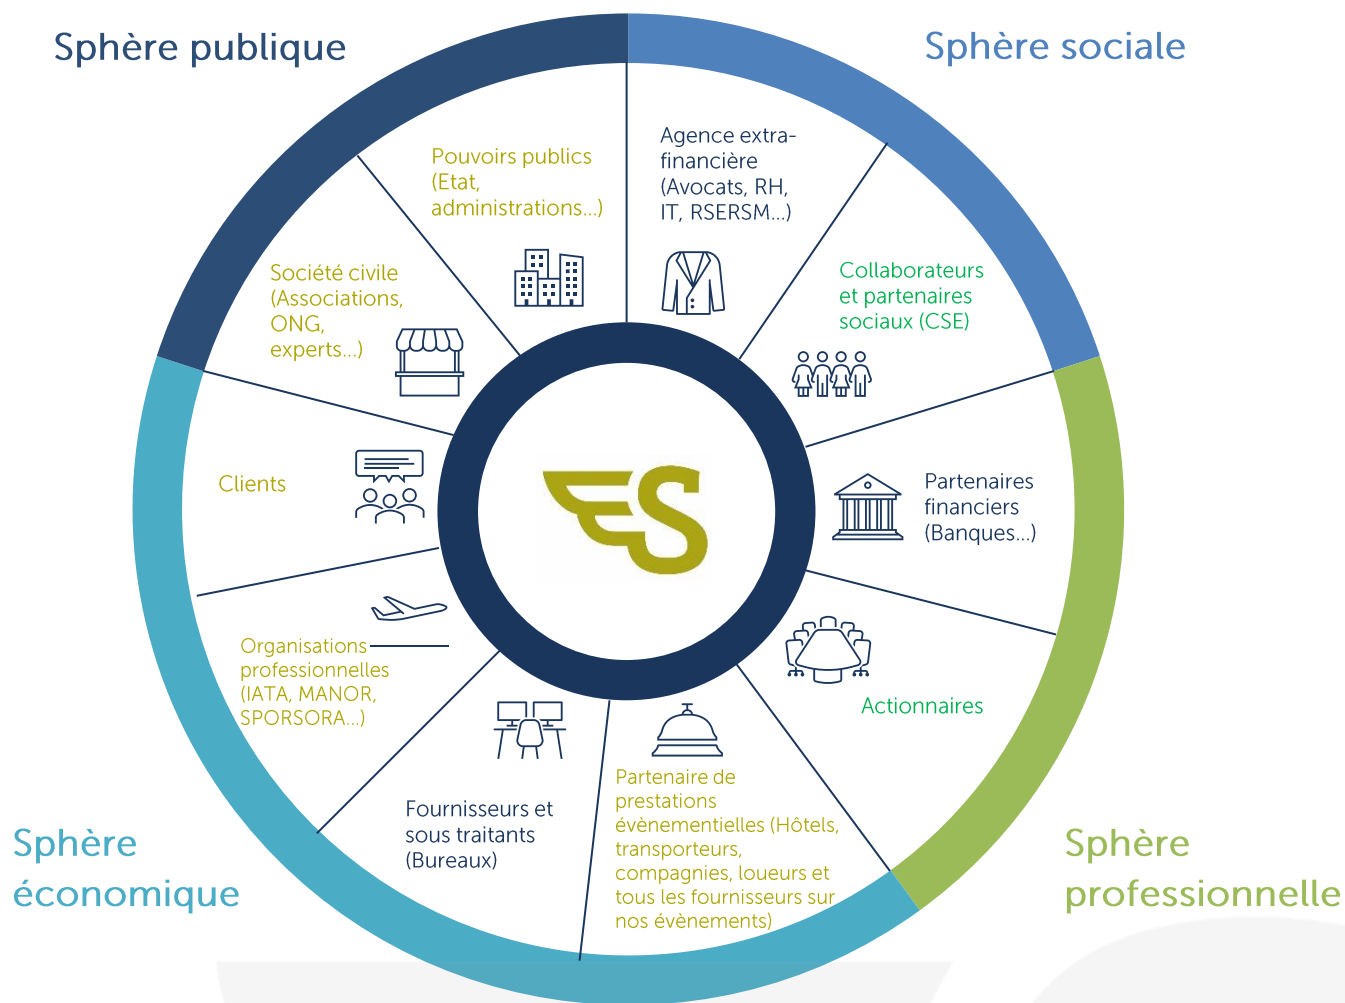 Sphère publique
Sphère sociale
Pouvoirs publics
(Etat,
administrations...)
Agence extra-
financière
(Avocats, RH,
IT, RSERSM...)
Société civile
(Associations,
ONG,
experts...)
Collaborateurs
et partenaires
sociaux (CSE)
Clients
ES
Partenaires
financiers
(Banques...)
Organisations
professionnelles
(IATA, MANOR,
SPORSORA...)
Actionnaires
Fournisseurs et
sous traitants
(Bureaux)
Partenaire de
prestations
évènementielles (Hôtels,
transporteurs,
compagnies, loueurs et
tous les fournisseurs sur
nos évènements)
Sphère
économique
Sphère
professionnelle